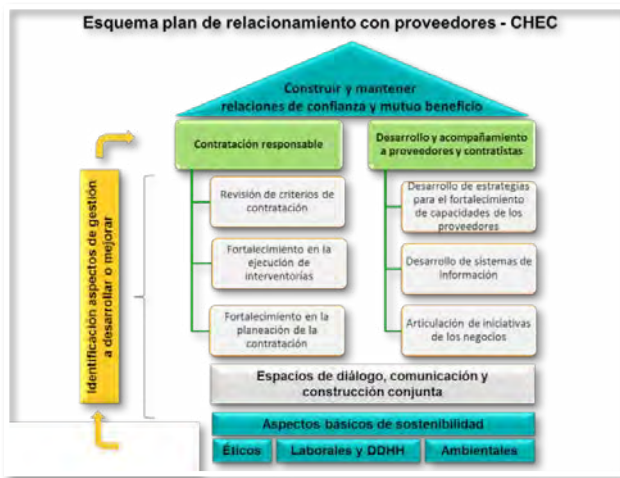 Esquema plan de relacionamiento con proveedores - CHEC
Construir y mantener
relaciones de confianza y mutuo beneficio
Contratación responsable
Desarrollo y acompañamiento
a proveedores y contratistas
Revisión de criterios de
contratación
Desarrollo de estrategias
para el fortalecimiento
de capacidades de los
proveedores
Fortalecimiento en la
ejecución de
interventorías
Desarrollo de sistemas de
información
Fortalecimiento en la
planeación de la
contratación
Articulación de iniciativas
de los negocios
Identificación aspectos de gestión
a desarrollar o mejorar
Espacios de diálogo, comunicación y
construcción conjunta
Aspectos básicos de sostenibilidad
Éticos
Laborales y DDHH
Ambientales